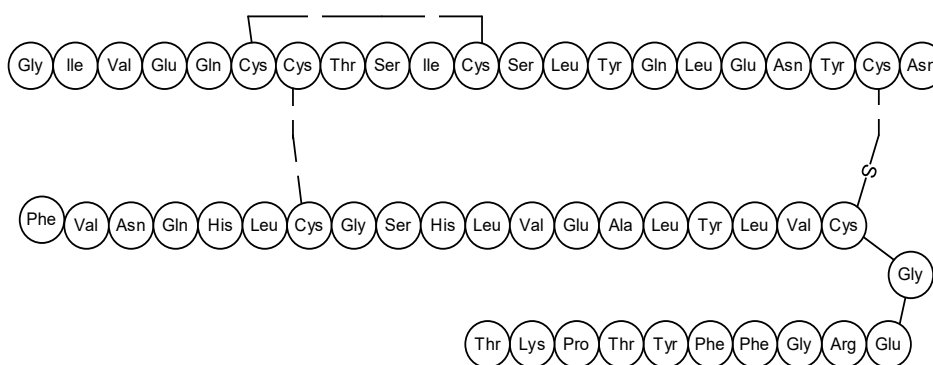 Gly Ile Val Glu Gln Cys Cys Thr Ser Ile Cys Ser Leu Tyr Gln Leu Glu Asn Tyr Cys Asn
S
Phe Val Asn Gln His Leu Cys Gly Ser His Leu Val Glu Ala Leu Tyr Leu Val Cys
Gly
Thr Lys Pro Thr Tyr Phe Phe Gly Arg Glu